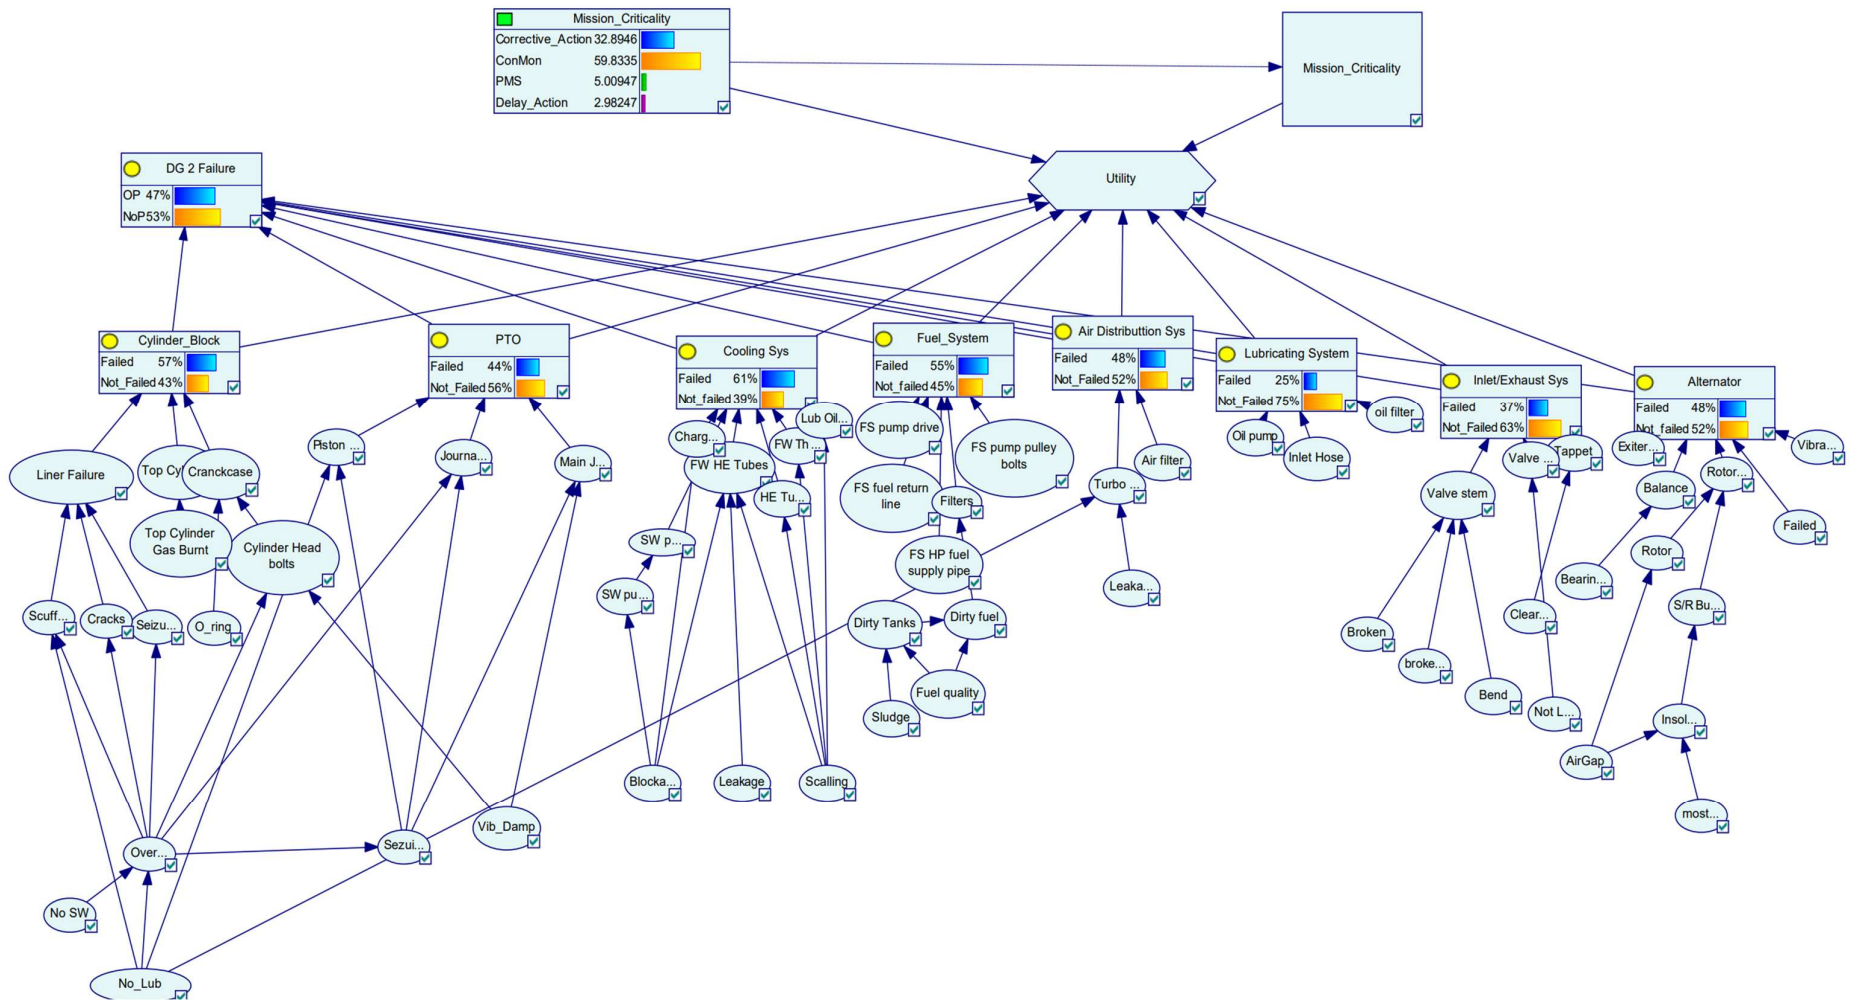 Mission_Criticality
Corrective_Action 32.8946
ConMon 59.8335
PMS 5.00947
Delay_Action 2.98247
Mission_Criticality
DG 2 Failure
OP 47%
NoP 53%
Utility
Cylinder_Block
Failed 57%
Not_Failed 43%
PTO
Failed 44%
Not_Failed 56%
Cooling Sys
Failed 61%
Not_failed 39%
Fuel_System
Failed 55%
Not_failed 45%
Air Distributtion Sys
Failed 48%
Not_Failed 52%
Lubricating System
Failed 25%
Not_Failed 75%
Inlet/Exhaust Sys
Failed 37%
Not_Failed 63%
Alternator
Failed 48%
Not_failed 52%
Liner Failure
Top Cy
Cranckcase
Piston ...
Journa...
Main J...
Charg...
FW HE Tubes
FW Th ...
Lub Oil...
HE Tu...
FS pump drive
FS pump pulley
bolts
FS fuel return
line
Filters
Turbo ...
Air filter
Oil pump
Inlet Hose
oil filter
Valve ...
Tappet
Valve stem
Exiter...
Balance
Rotor...
Vibra...
Failed
Top Cylinder
Gas Burnt
Cylinder Head
bolts
SW p...
SW pu...
FS HP fuel
supply pipe
Leaka...
Rotor
Bearin...
S/R Bu...
Scuff...
Cracks
Seizu...
O_ring
Dirty Tanks
Dirty fuel
Clear...
Broken
broke...
Bend
Not L...
Fuel quality
Sludge
Insol...
AirGap
most...
Blocka...
Leakage
Scalling
Vib_Damp
Over...
Sezui...
No SW
No_Lub